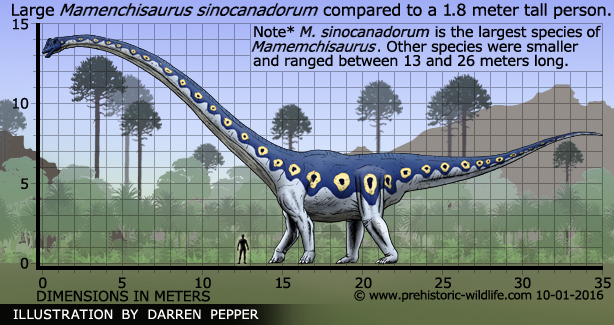 Large Mamenchisaurus sinocanadorum compared to a 1.8 meter tall person.
Note* M. sinocanadorum is the largest species of
Mamemchisaurus. Other species were smaller
and ranged between 13 and 26 meters long.
15
10
5
0
0 5 10 15 20 25 30 35
DIMENSIONS IN METERS
© www.prehistoric-wildlife.com 10-01-2016
ILLUSTRATION BY DARREN PEPPER